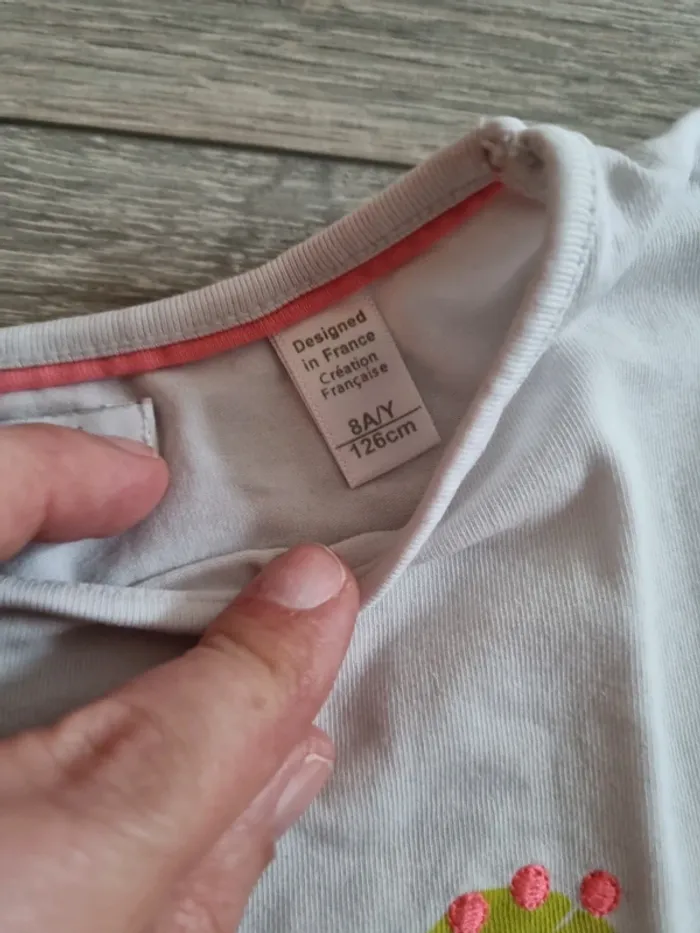 Designed
in France
Création
Française
8A/Y
126cm